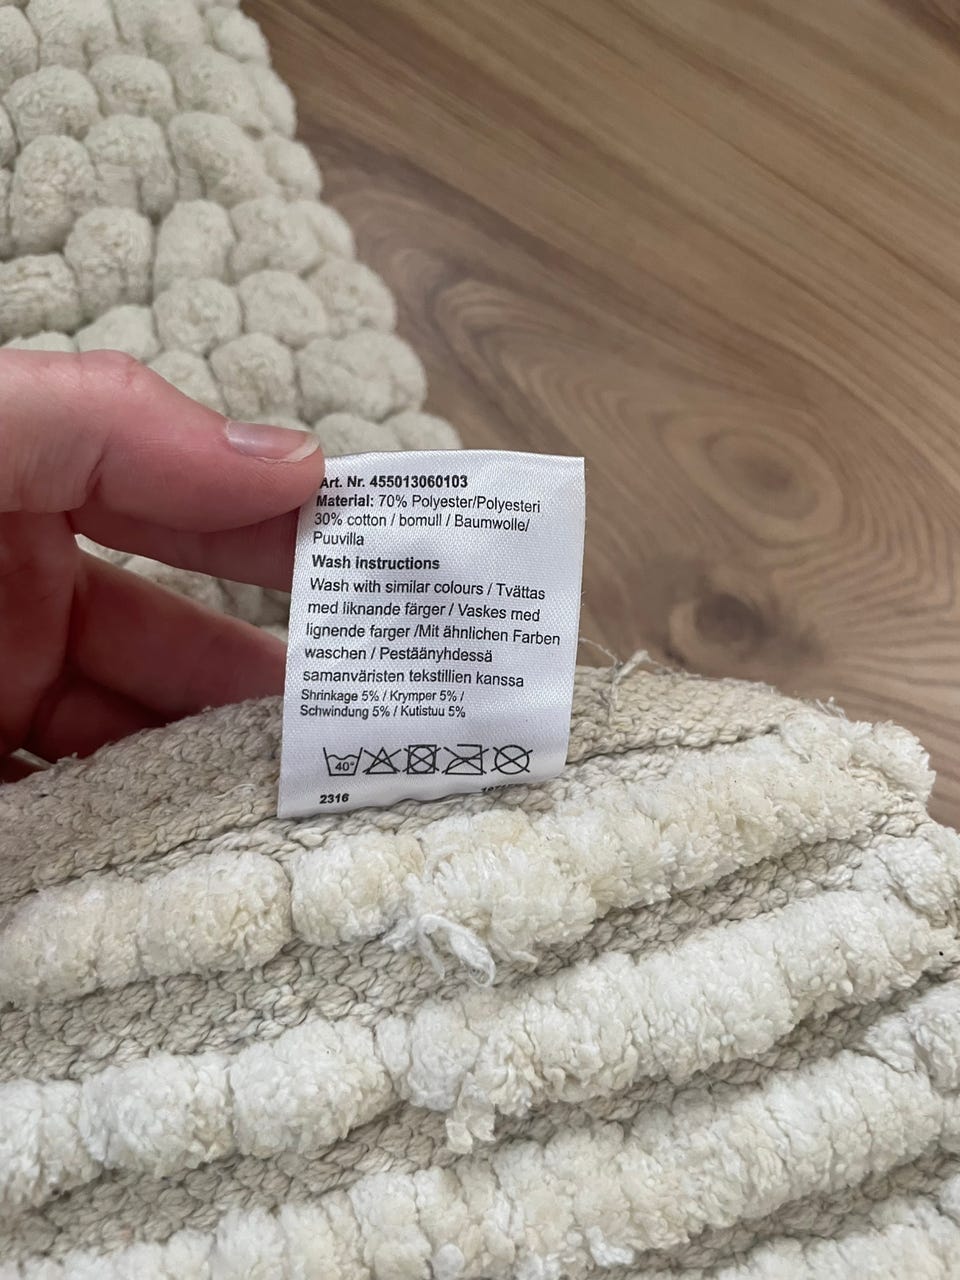 Art. Nr. 455013060103
Material: 70% Polyester/Polyesteri
30% cotton / bomull / Baumwolle/
Puuvilla
Wash instructions
Wash with similar colours / Tvättas
med liknande färger / Vaskes med
lignende farger /Mit ähnlichen Farben
waschen / Pestäänyhdessä
samanväristen tekstillien kanssa
Shrinkage 5% / Krymper 5% /
Schwindung 5% / Kutistuu 5%
40°
2316